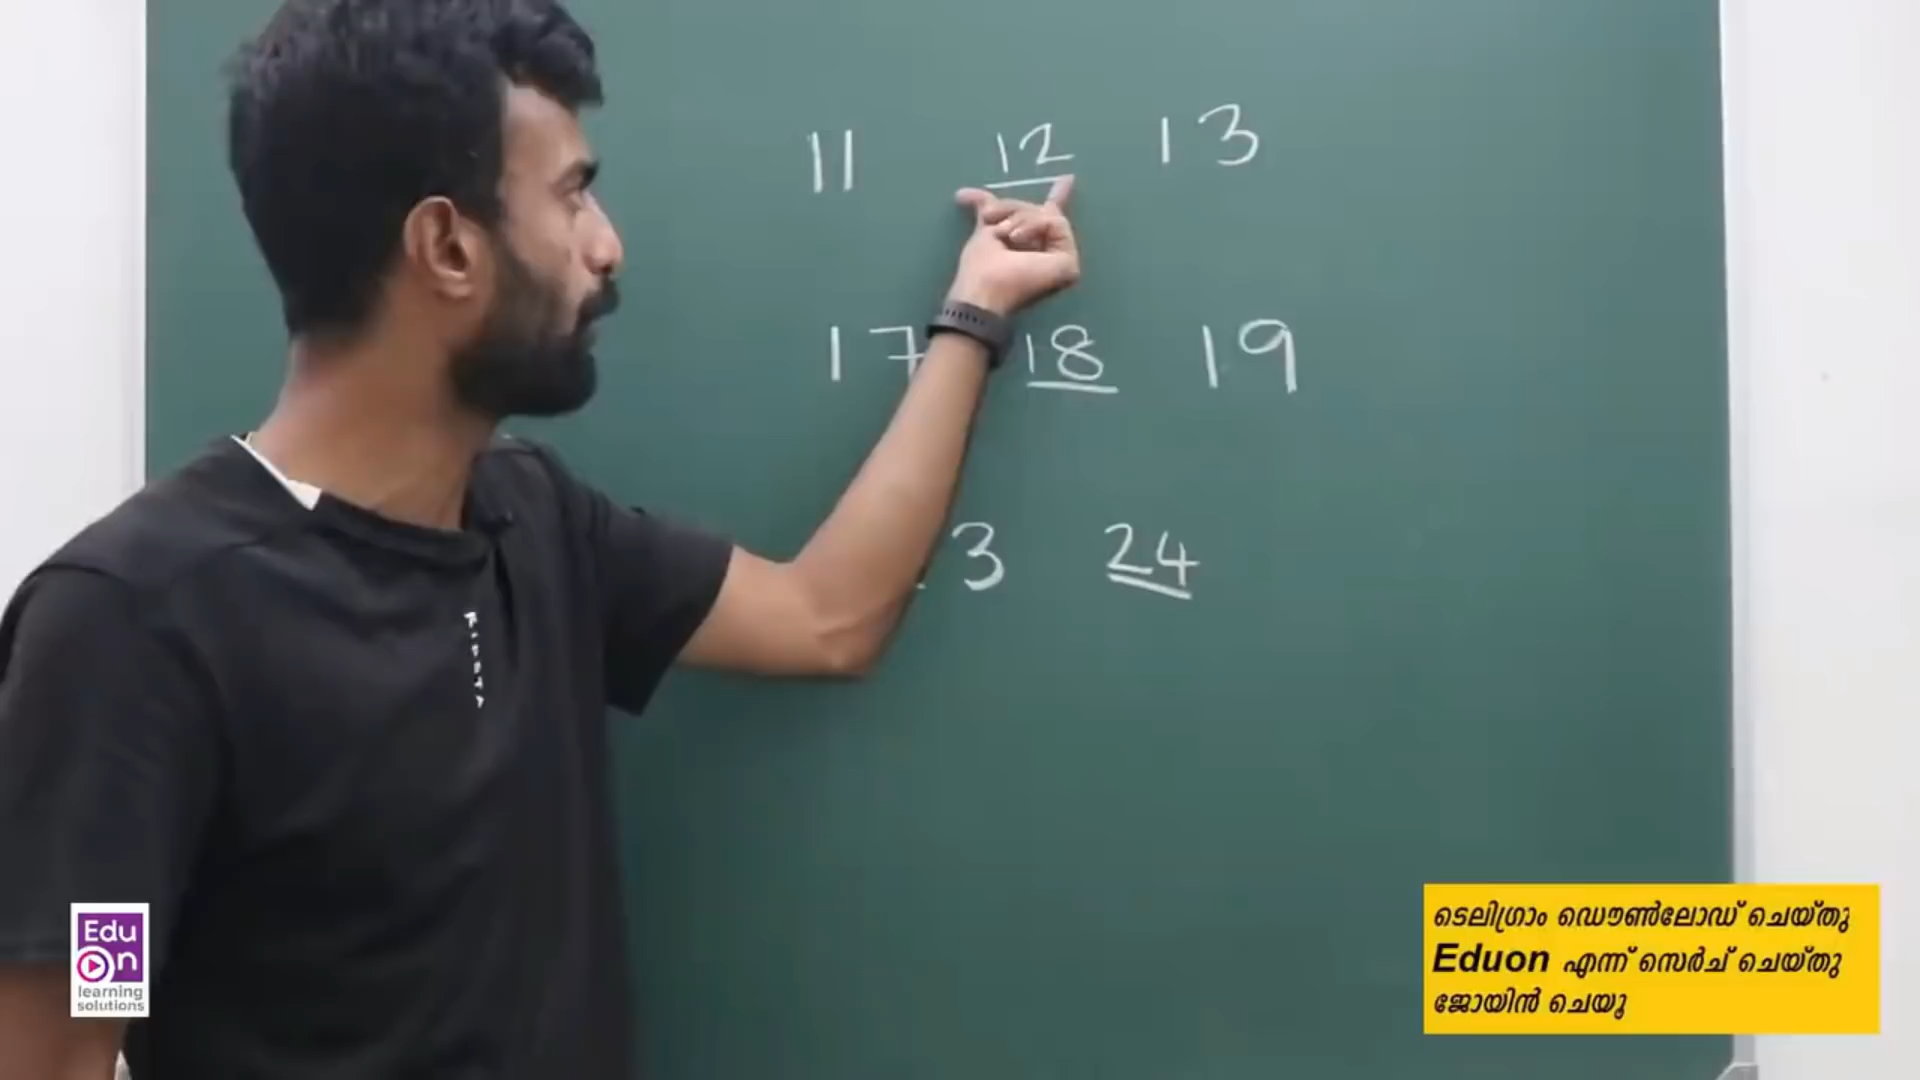 11 12 13
17 18 19
3 24
Edu
On
learning
solutions
ടെലിഗ്രാം ഡൌൺലോഡ് ചെയ്തു
Eduon എന്ന് സെർച് ചെയ്തു
ജോയിൻ ചെയൂ